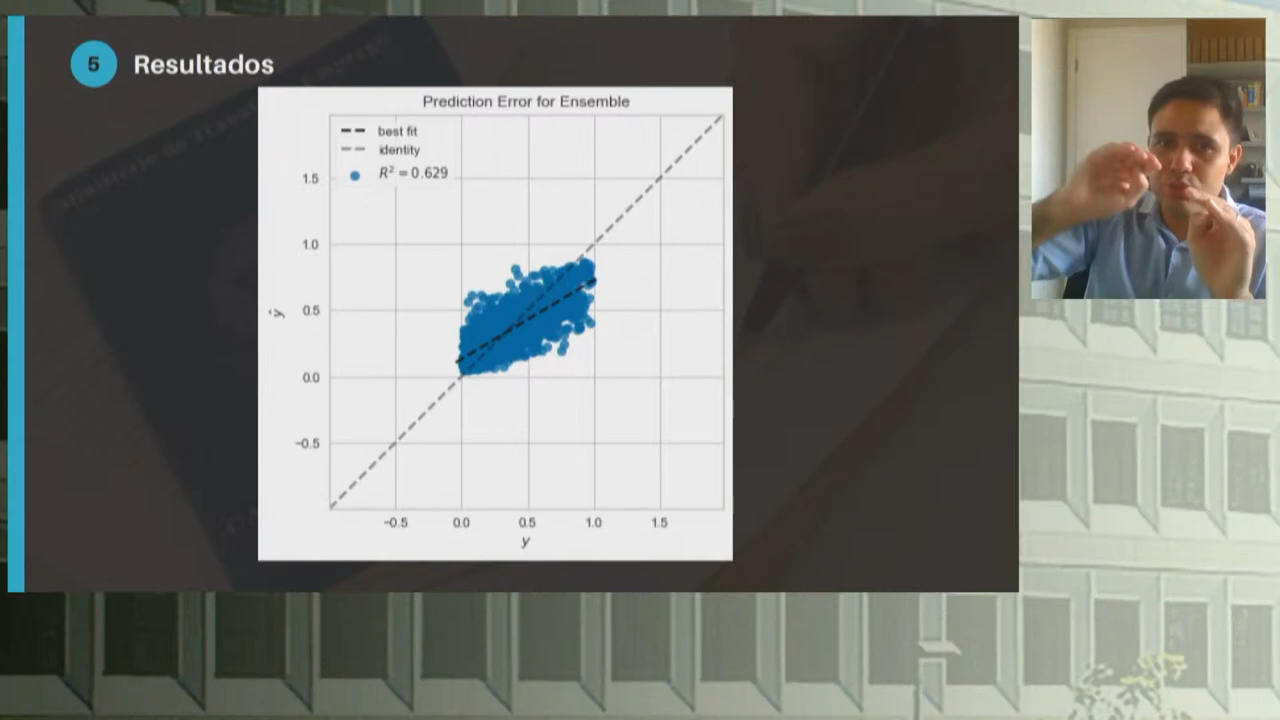 5 Resultados
Prediction Error for Ensemble
best fit
identity
R² = 0.629
1.5
1.0
0.5
0.0
−0.5
ŷ
−0.5 0.0 0.5 1.0 1.5
y